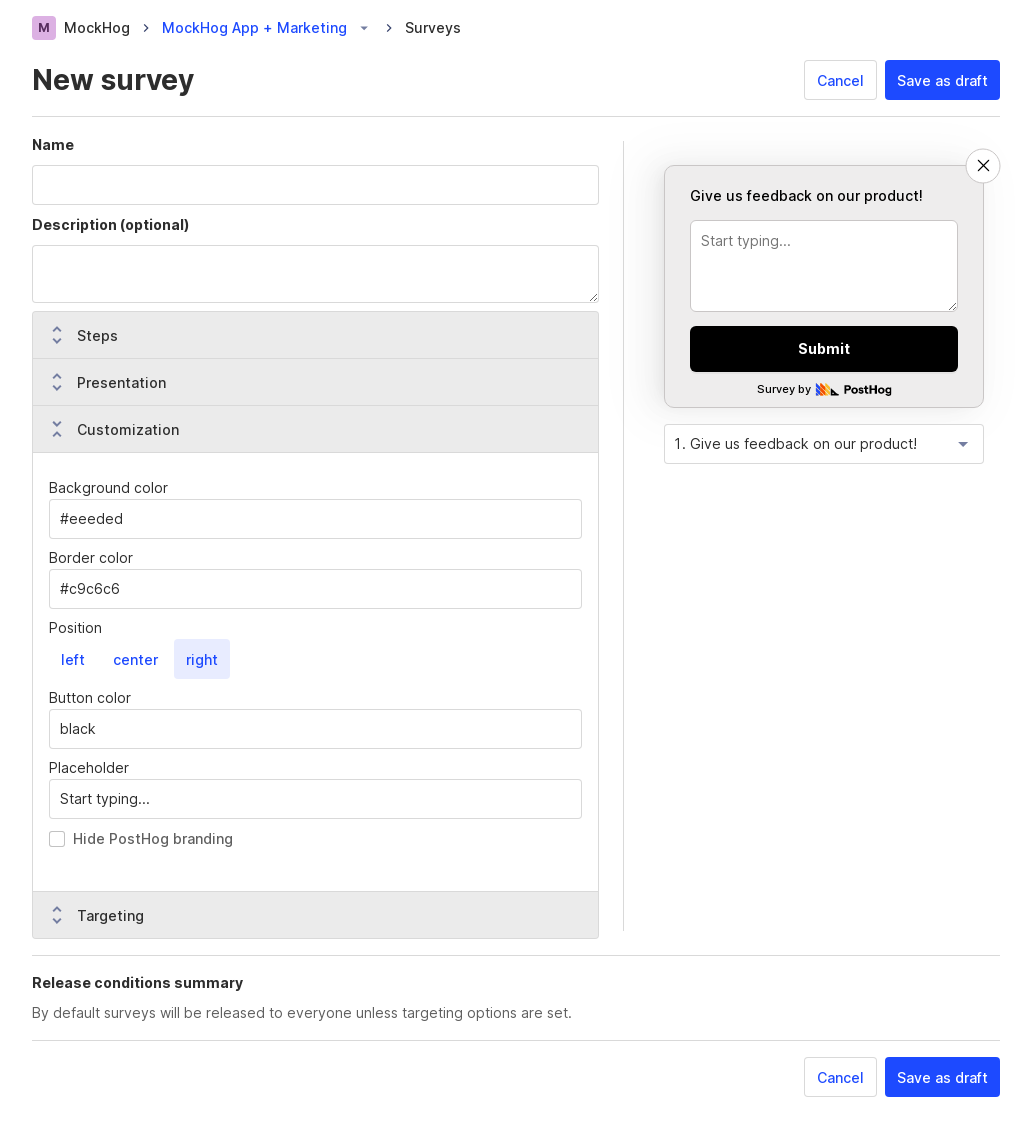 M MockHog MockHog App + Marketing Surveys
New survey
Cancel Save as draft
Name
Description (optional)
Steps
Presentation
Customization
Background color
#eeeded
Border color
#c9c6c6
Position
left center right
Button color
black
Placeholder
Start typing...
Hide PostHog branding
Targeting
Give us feedback on our product!
Start typing...
Submit
Survey by PostHog
1. Give us feedback on our product!
Release conditions summary
By default surveys will be released to everyone unless targeting options are set.
Cancel Save as draft